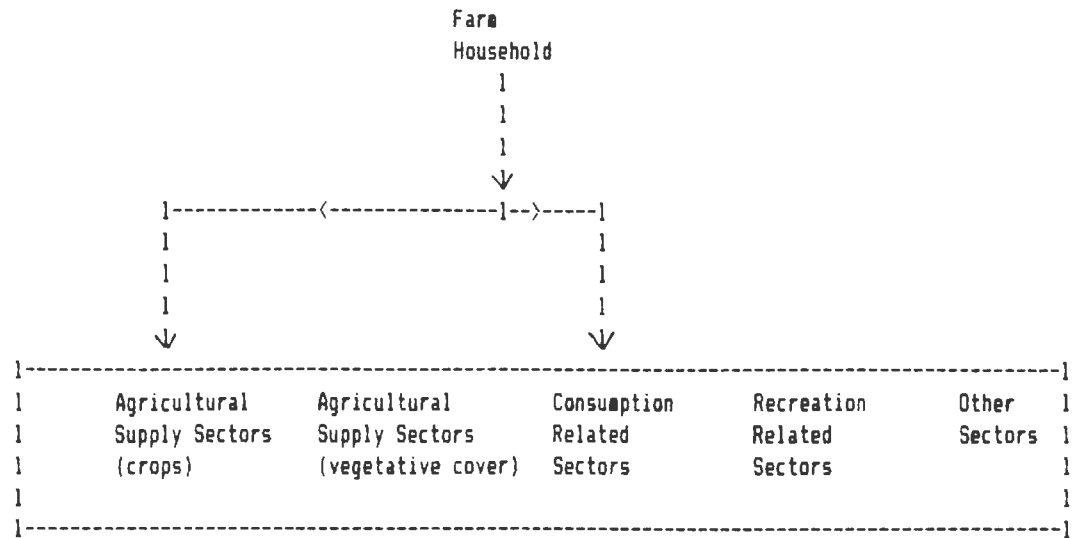 Farm
Household
Agricultural Agricultural Consumption Recreation Other
Supply Sectors Supply Sectors Related Related Sectors
(crops) (vegetative cover) Sectors Sectors